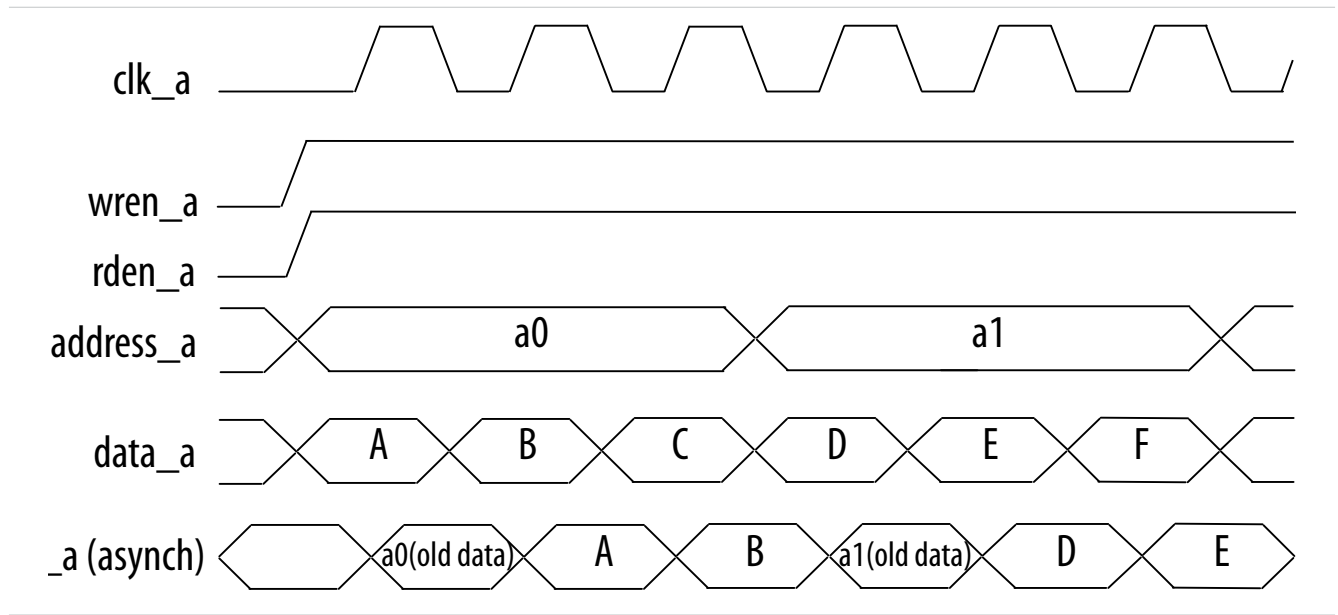 clk_a
wren_a
rden_a
address_a a0 a1
data_a A B C D E F
_a (asynch) a0(old data) A B a1(old data) D E